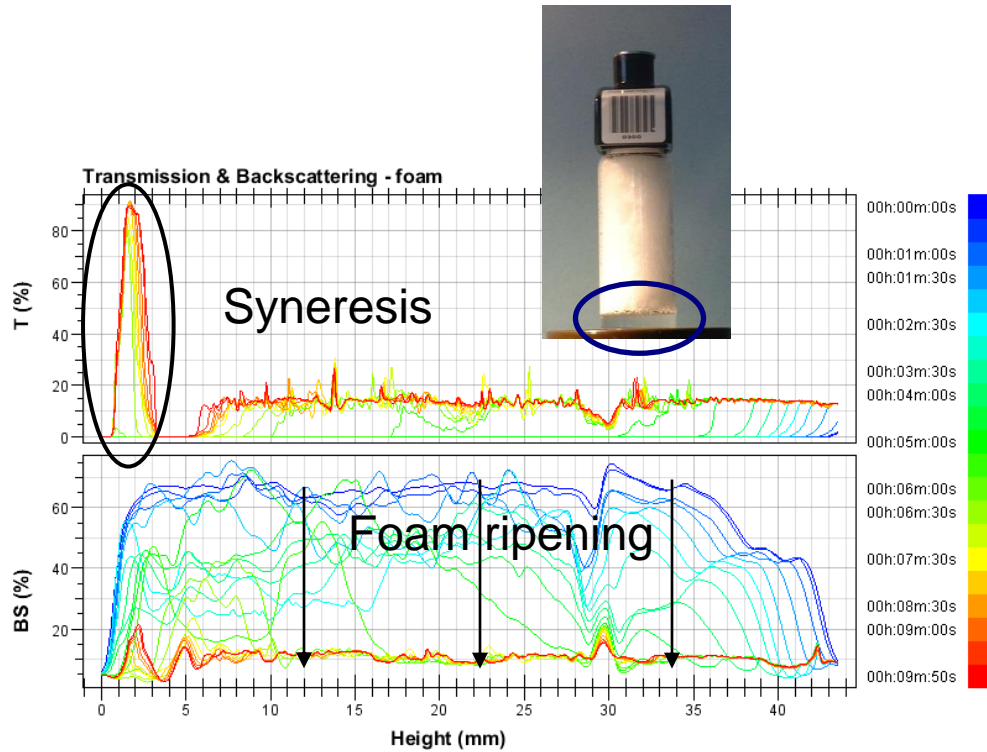 Transmission & Backscattering - foam
T (%)
80
60
40
20
0
Syneresis
BS (%)
60
40
20
Foam ripening
0
5
10
15
20
25
30
35
40
Height (mm)
00h:00m:00s
00h:01m:00s
00h:01m:30s
00h:02m:30s
00h:03m:30s
00h:04m:00s
00h:05m:00s
00h:06m:00s
00h:06m:30s
00h:07m:30s
00h:08m:30s
00h:09m:00s
00h:09m:50s